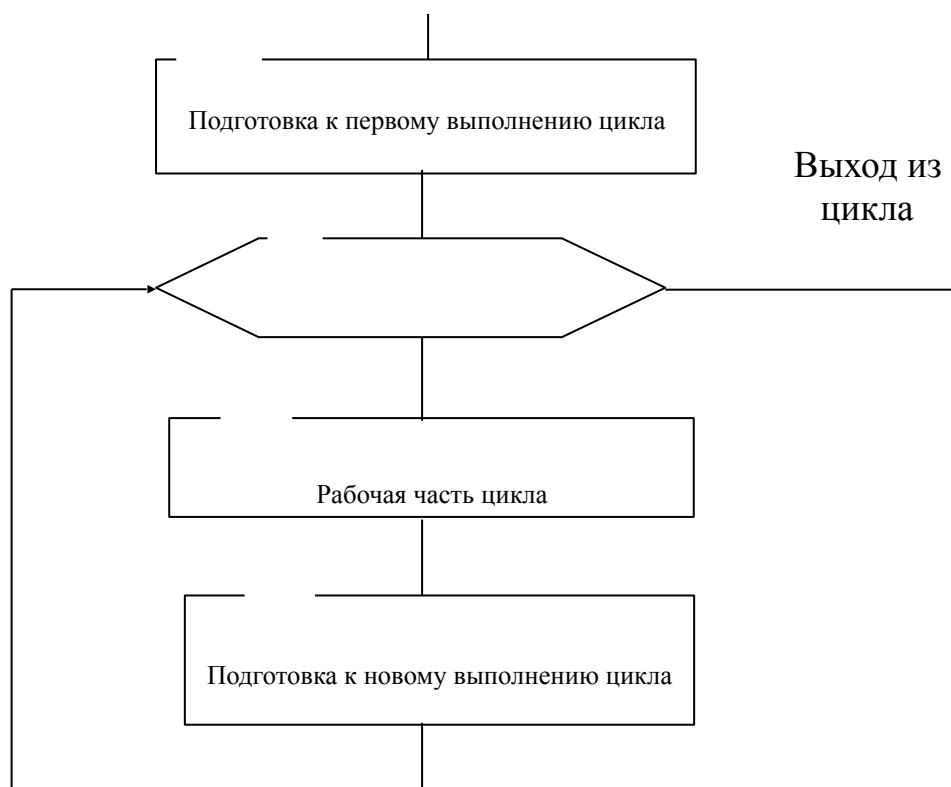 Подготовка к первому выполнению цикла
Выход из
цикла
Рабочая часть цикла
Подготовка к новому выполнению цикла